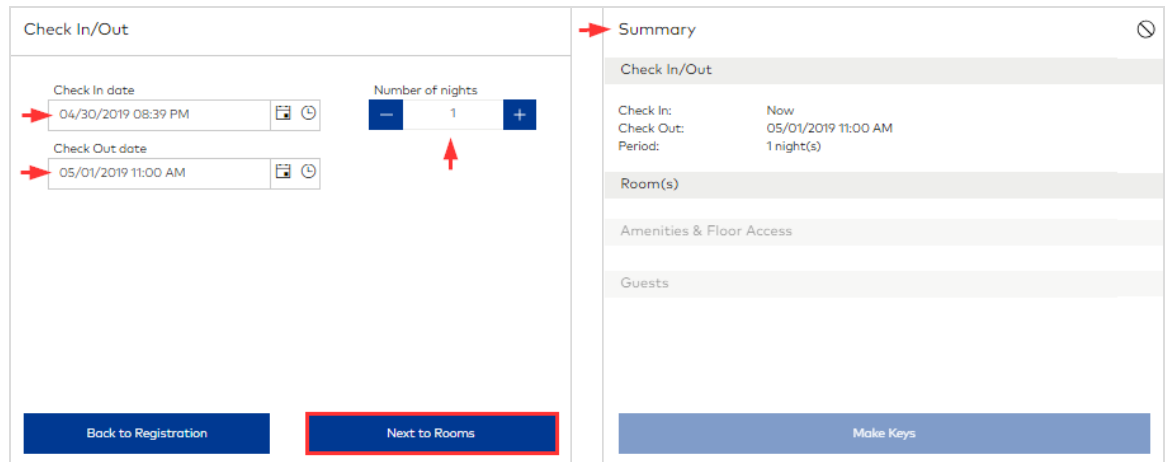 Check In/Out
Check In date
04/30/2019 08:39 PM
Number of nights
1
Check Out date
05/01/2019 11:00 AM
Back to Registration
Next to Rooms
Summary
Check In/Out
Check In: Now
Check Out: 05/01/2019 11:00 AM
Period: 1 night(s)
Room(s)
Amenities & Floor Access
Guests
Make Keys